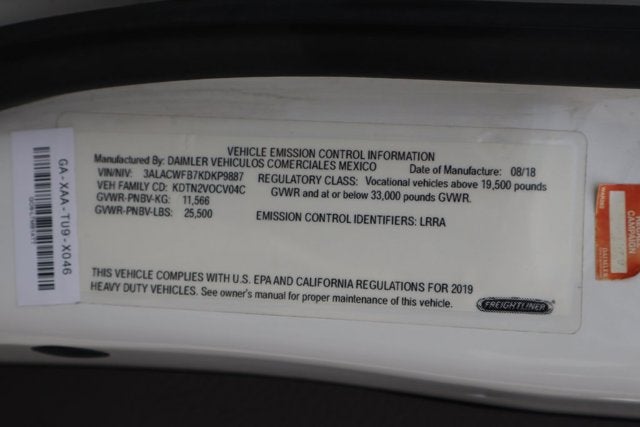 VEHICLE EMISSION CONTROL INFORMATION
Manufactured By: DAIMLER VEHICULOS COMERCIALES MEXICO
Date of Manufacture: 08/18
VIN/NIV: 3ALACWFB7KDKP9887
REGULATORY CLASS: Vocational vehicles above 19,500 pounds
VEH FAMILY CD: KDTN2VOCV04C
GVWR and at or below 33,000 pounds GVWR.
GVWR-PNBV-KG: 11,566
GVWR-PNBV-LBS: 25,500
EMISSION CONTROL IDENTIFIERS: LRRA
THIS VEHICLE COMPLIES WITH U.S. EPA AND CALIFORNIA REGULATIONS FOR 2019
HEAVY DUTY VEHICLES. See owner's manual for proper maintenance of this vehicle.
FREIGHTLINER
GA-XAA-TU9-X046
CAMPAIGN